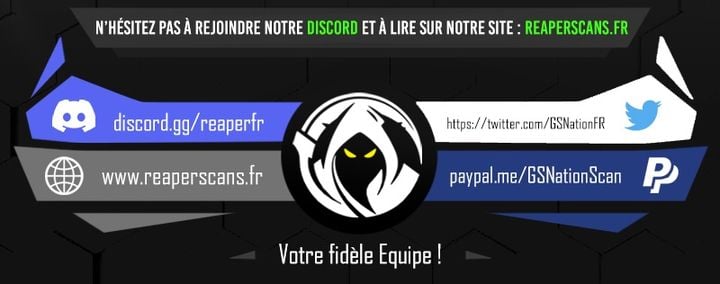 N'HÉSITEZ PAS À REJOINDRE NOTRE DISCORD ET À LIRE SUR NOTRE SITE : REAPERSCANS.FR
discord.gg/reaperfr
https://twitter.com/GSNationFR
www.reaperscans.fr
paypal.me/GSNationScan
Votre fidèle Equipe !